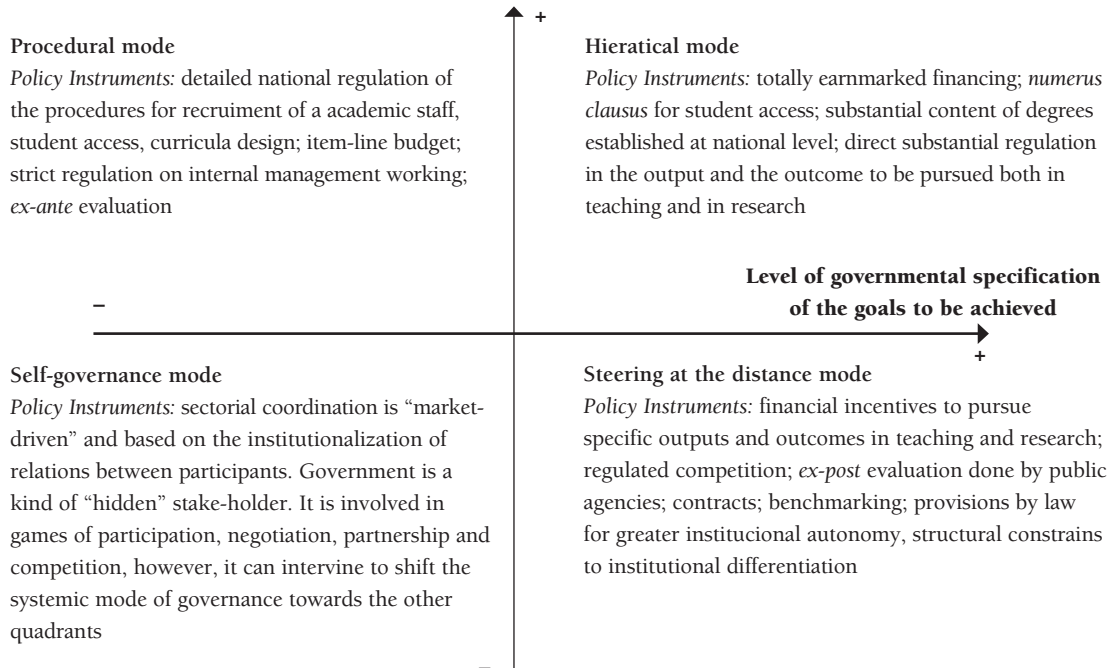 +
Procedural mode
Policy Instruments: detailed national regulation of
the procedures for recruiment of a academic staff,
student access, curricula design; item-line budget;
strict regulation on internal management working;
ex-ante evaluation
Hieratical mode
Policy Instruments: totally earnmarked financing; numerus
clausus for student access; substantial content of degrees
established at national level; direct substantial regulation
in the output and the outcome to be pursued both in
teaching and in research
Level of governmental specification
of the goals to be achieved
–
+
Self-governance mode
Policy Instruments: sectorial coordination is “market-
driven” and based on the institutionalization of
relations between participants. Government is a
kind of “hidden” stake-holder. It is involved in
games of participation, negotiation, partnership and
competition, however, it can intervine to shift the
systemic mode of governance towards the other
quadrants
Steering at the distance mode
Policy Instruments: financial incentives to pursue
specific outputs and outcomes in teaching and research;
regulated competition; ex-post evaluation done by public
agencies; contracts; benchmarking; provisions by law
for greater institucional autonomy, structural constrains
to institutional differentiation
–